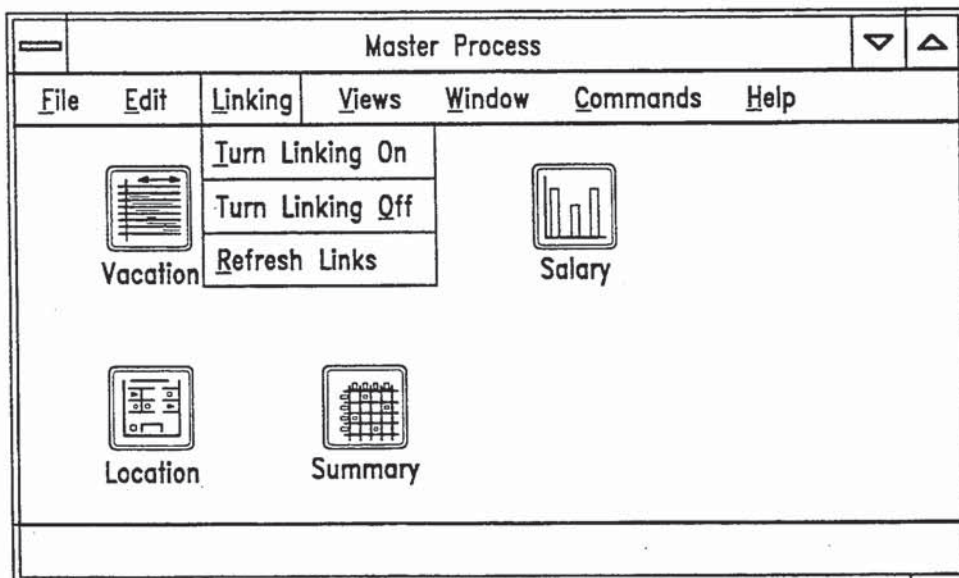 Master Process
File Edit Linking Views Window Commands Help
Turn Linking On
Turn Linking Off
Refresh Links
Vacation
Salary
Location
Summary